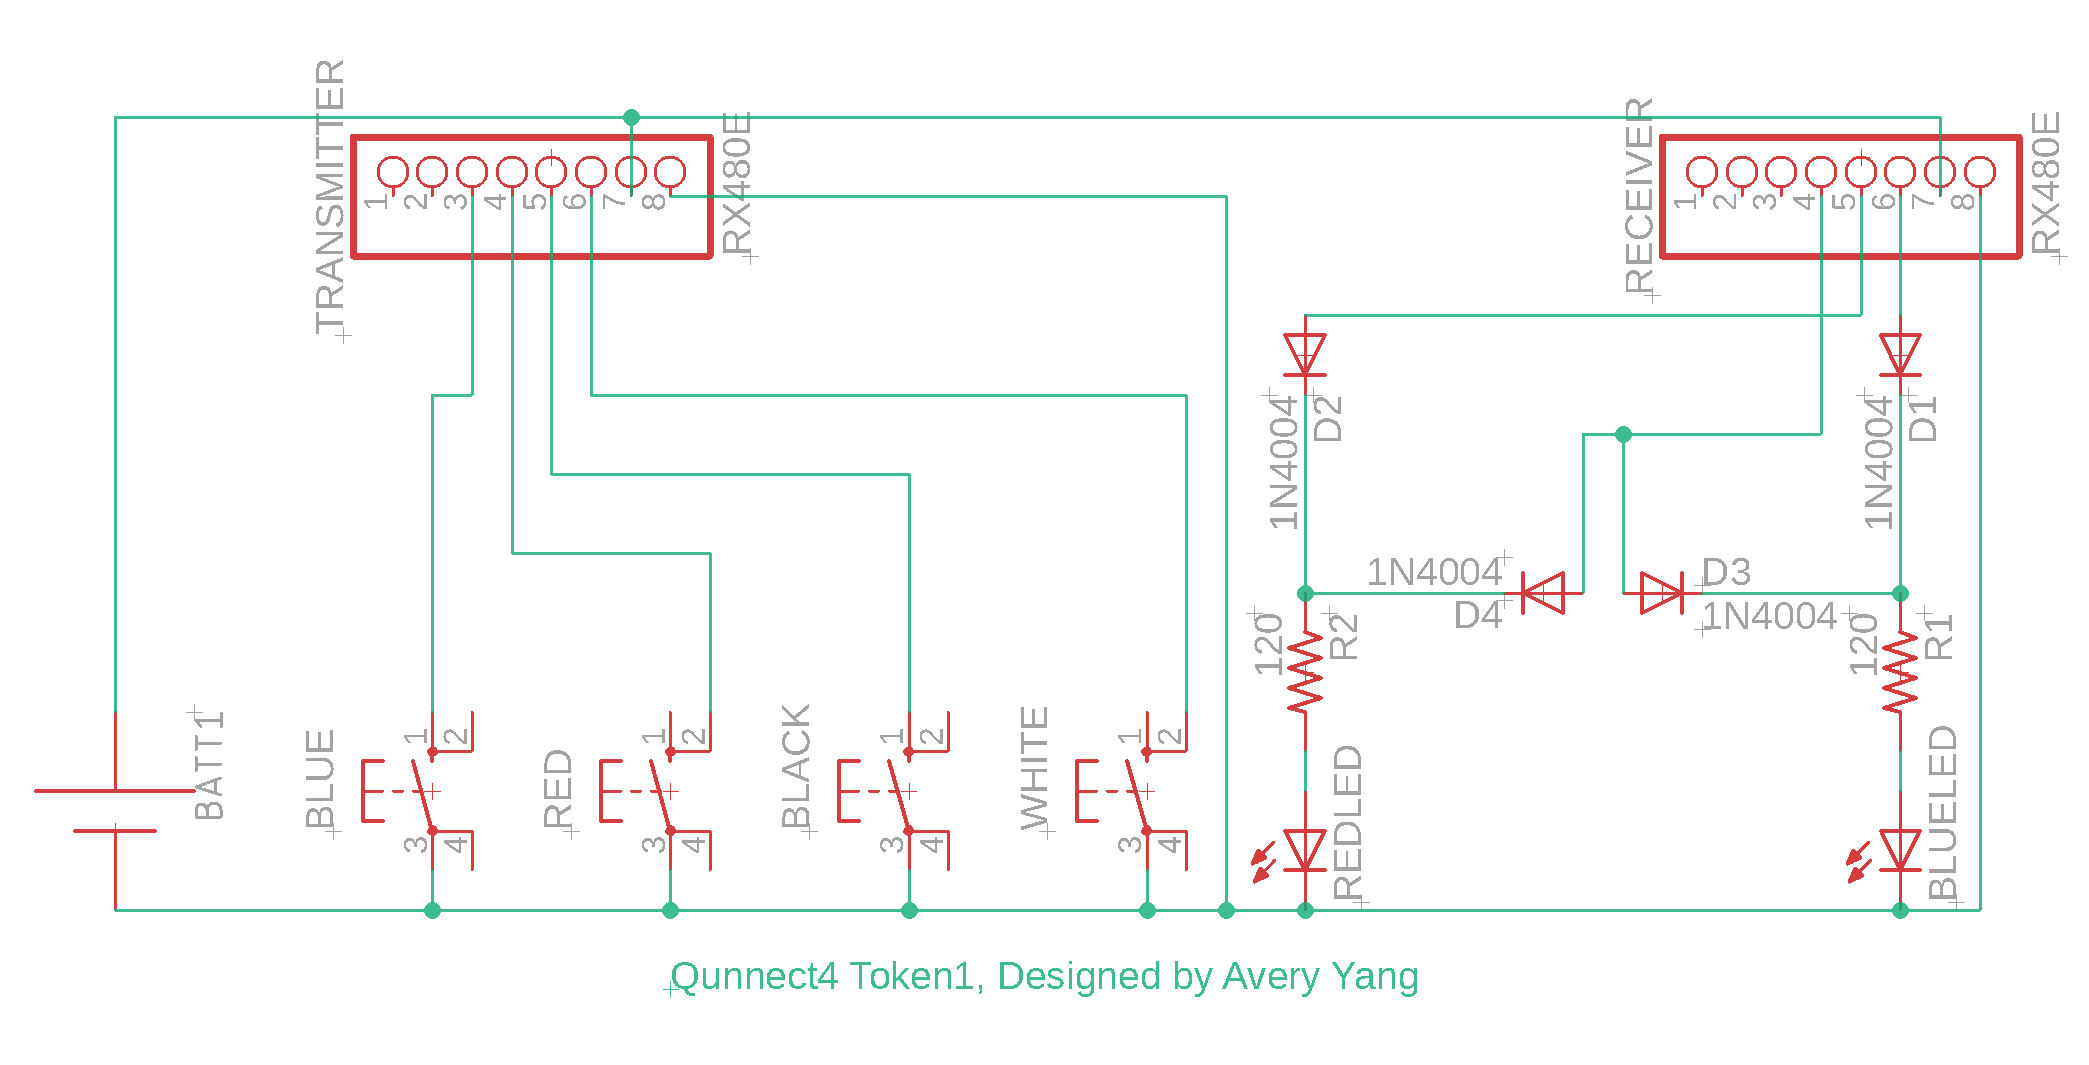 TRANSMITTER
1 2 3 4 5 6 7 8
RX480E
RECEIVER
1 2 3 4 5 6 7 8
RX480E
1N4004
D2
1N4004
D1
1N4004
D4
D3
1N4004
120
R2
120
R1
BATT1
BLUE
1 2
3 4
RED
1 2
3 4
BLACK
1 2
3 4
WHITE
1 2
3 4
REDLED
BLUELED
Qunnect4 Token1, Designed by Avery Yang